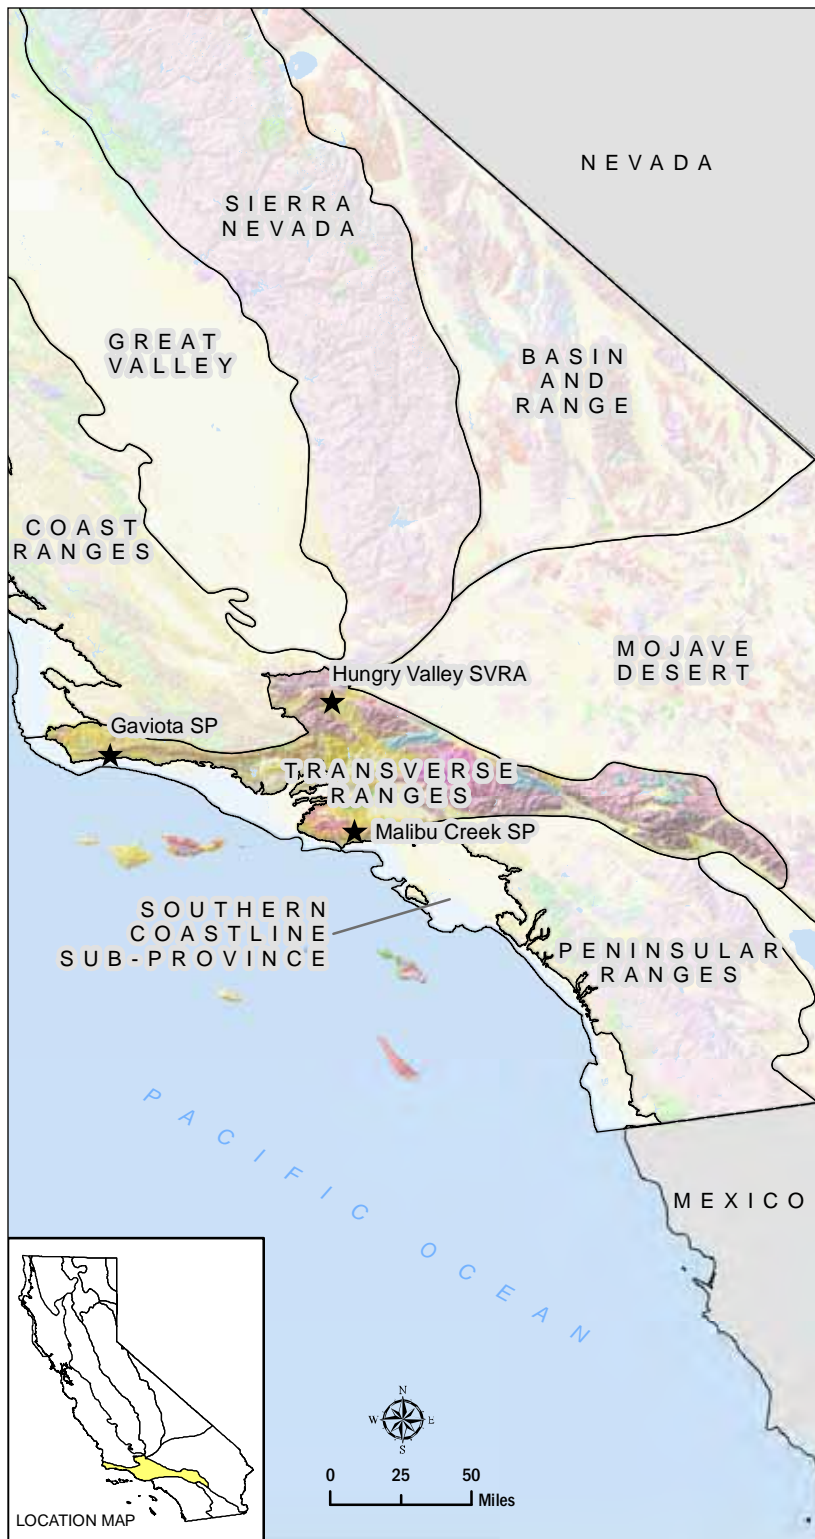 NEVADA
SIERRA
NEVADA
GREAT
VALLEY
BASIN
AND
RANGE
COAST
RANGES
MOJAVE
DESERT
Hungry Valley SVRA
Gaviota SP
TRANSVERSE
RANGES
Malibu Creek SP
SOUTHERN
COASTLINE
SUB-PROVINCE
PENINSULAR
RANGES
PACIFIC OCEAN
MEXICO
N
W E
S
0 25 50
Miles
LOCATION MAP